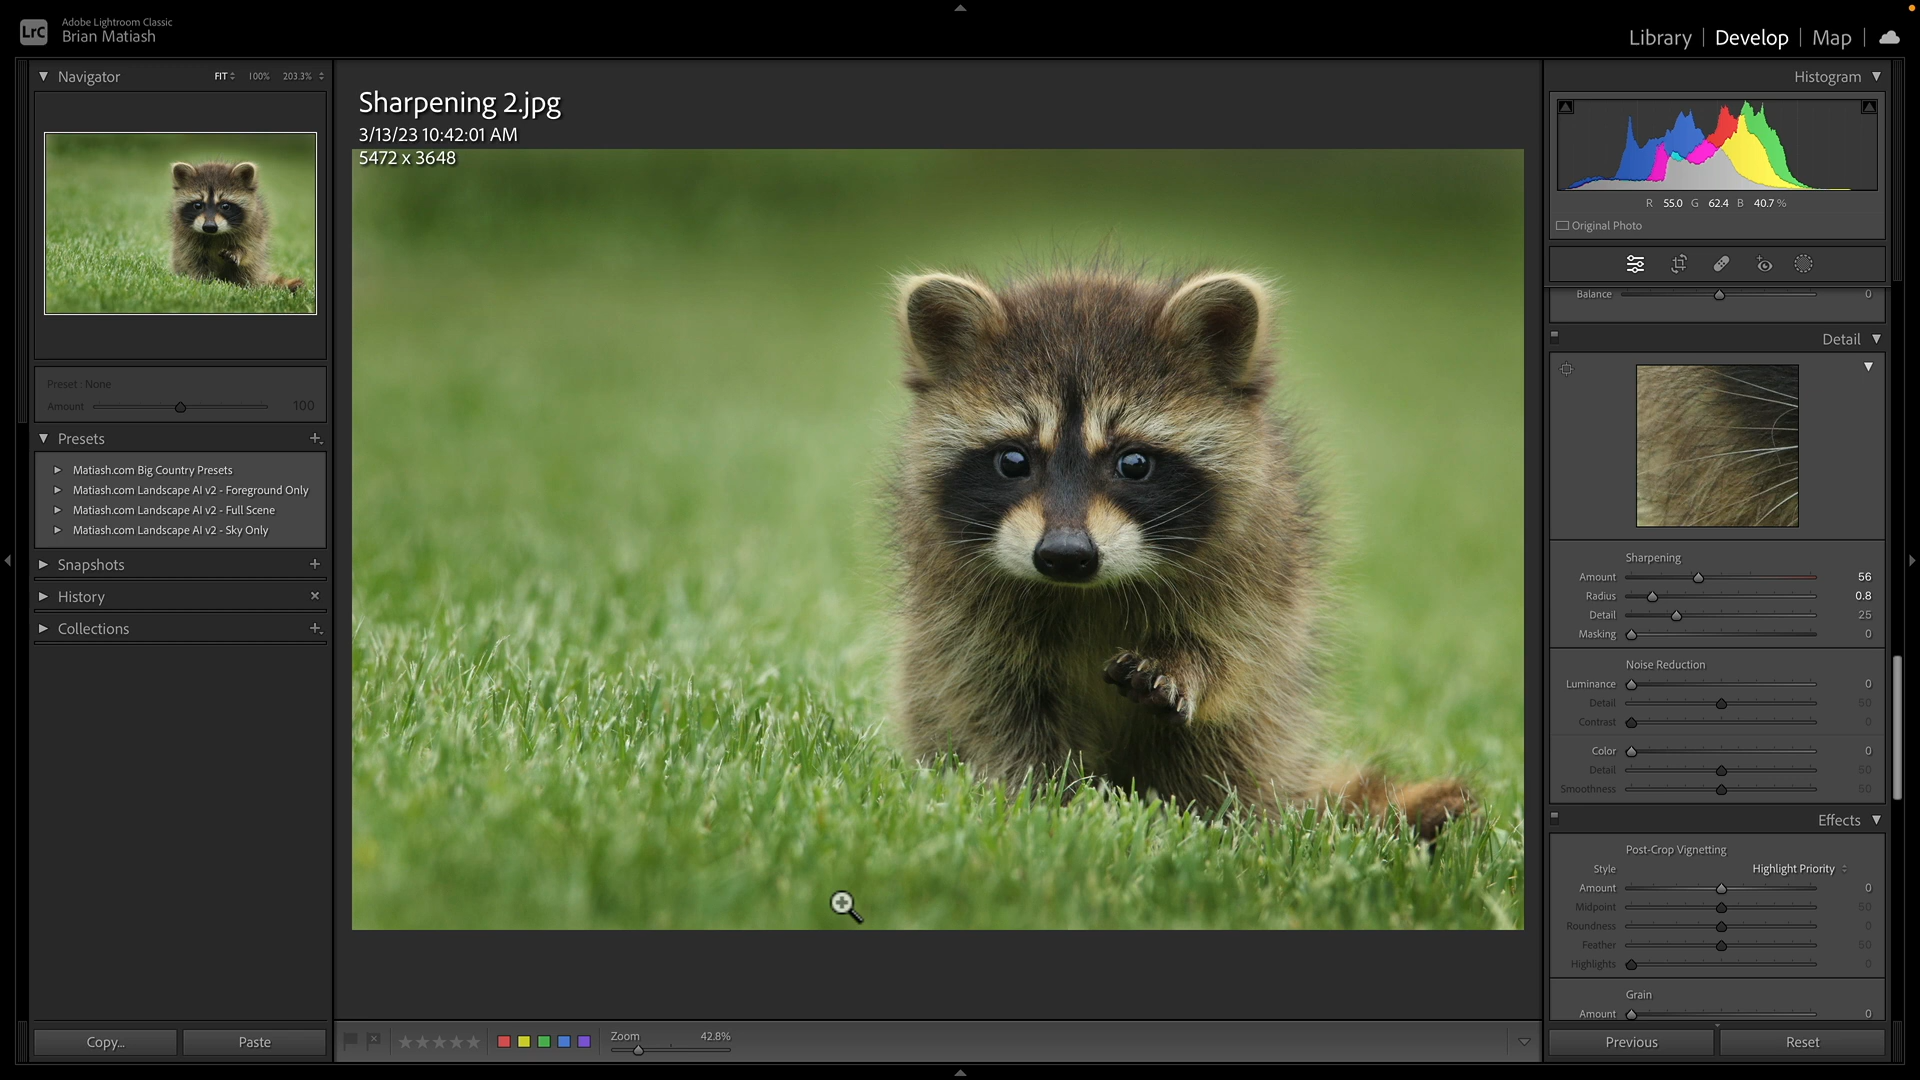 LrC
Adobe Lightroom Classic
Brian Matiash
Library | Develop | Map
Navigator
FIT 100% 203.3%
Preset : None
Amount 100
Presets
Matiash.com Big Country Presets
Matiash.com Landscape AI v2 - Foreground Only
Matiash.com Landscape AI v2 - Full Scene
Matiash.com Landscape AI v2 - Sky Only
Snapshots
History
Collections
Copy...
Paste
Sharpening 2.jpg
3/13/23 10:42:01 AM
5472 x 3648
Zoom 42.8%
Histogram
R 55.0 G 62.4 B 40.7 %
Original Photo
Balance 0
Detail
Sharpening
Amount 56
Radius 0.8
Detail 25
Masking 0
Noise Reduction
Luminance 0
Detail 50
Contrast 0
Color 0
Detail 50
Smoothness 50
Effects
Post-Crop Vignetting
Style Highlight Priority
Amount 0
Midpoint 50
Roundness 0
Feather 50
Highlights 0
Grain
Amount 0
Previous
Reset